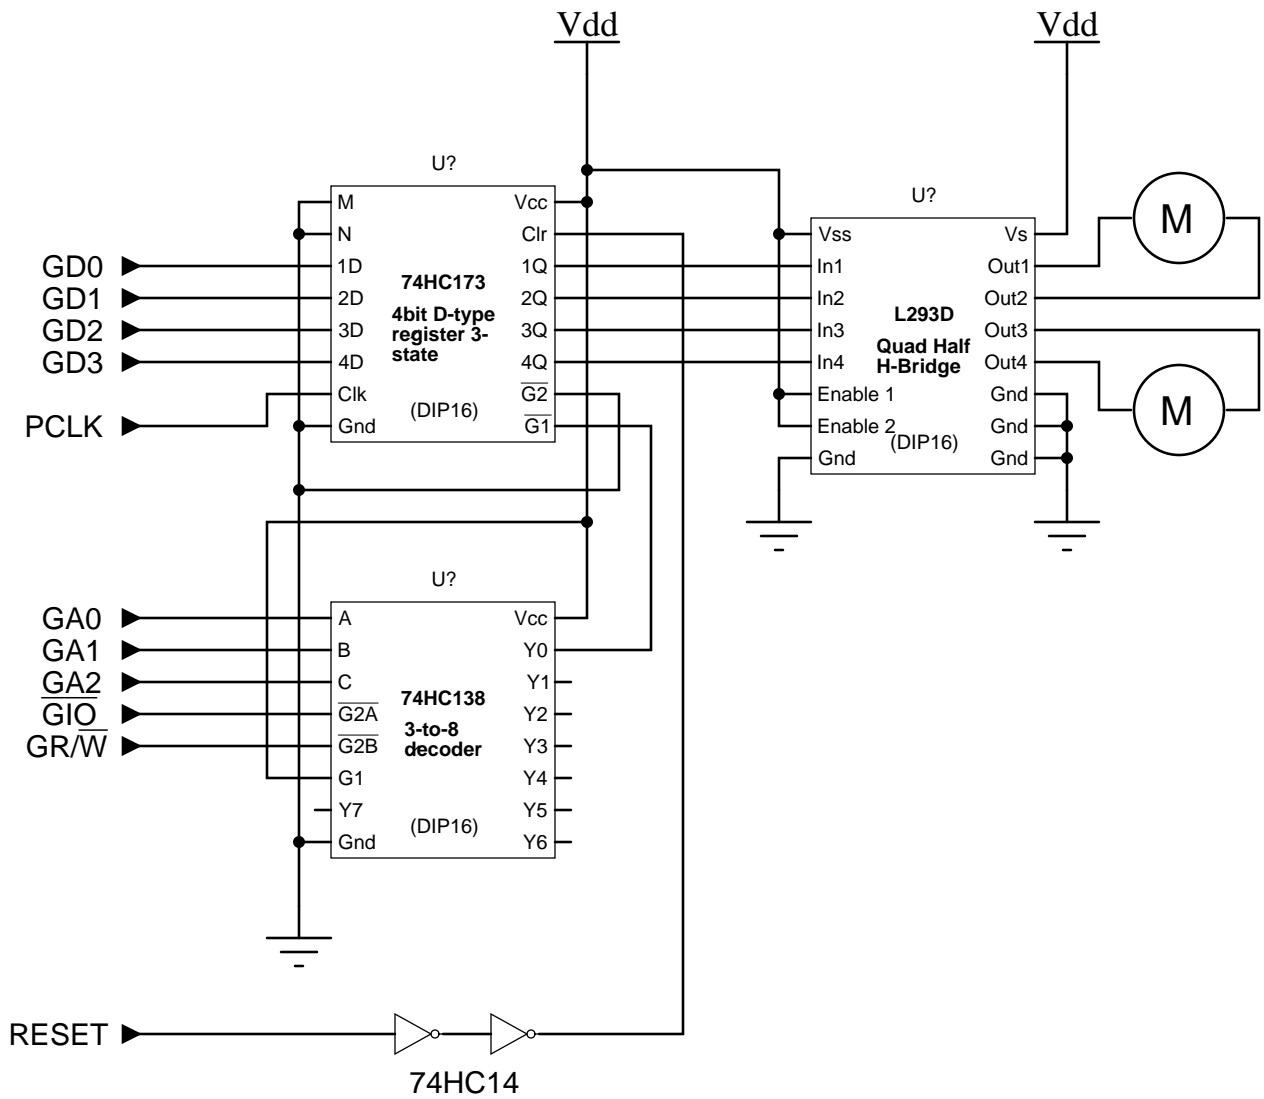 Vdd Vdd
U?
U?
M Vcc
N Clr
Vss Vs
GD0 1D 1Q In1 Out1
GD1 2D 2Q In2 Out2
GD2 3D 3Q In3 Out3
GD3 4D 4Q In4 Out4
74HC173
4bit D-type
register 3-
state
(DIP16)
L293D
Quad Half
H-Bridge
(DIP16)
M
M
Clk G2 Enable 1 Gnd
PCLK Gnd G1 Enable 2 Gnd
Gnd Gnd
U?
GA0 A Vcc
GA1 B Y0
GA2 C Y1
GIO G2A Y2
GR/W G2B Y3
G1 Y4
Y7 Y5
Gnd Y6
74HC138
3-to-8
decoder
(DIP16)
RESET
74HC14